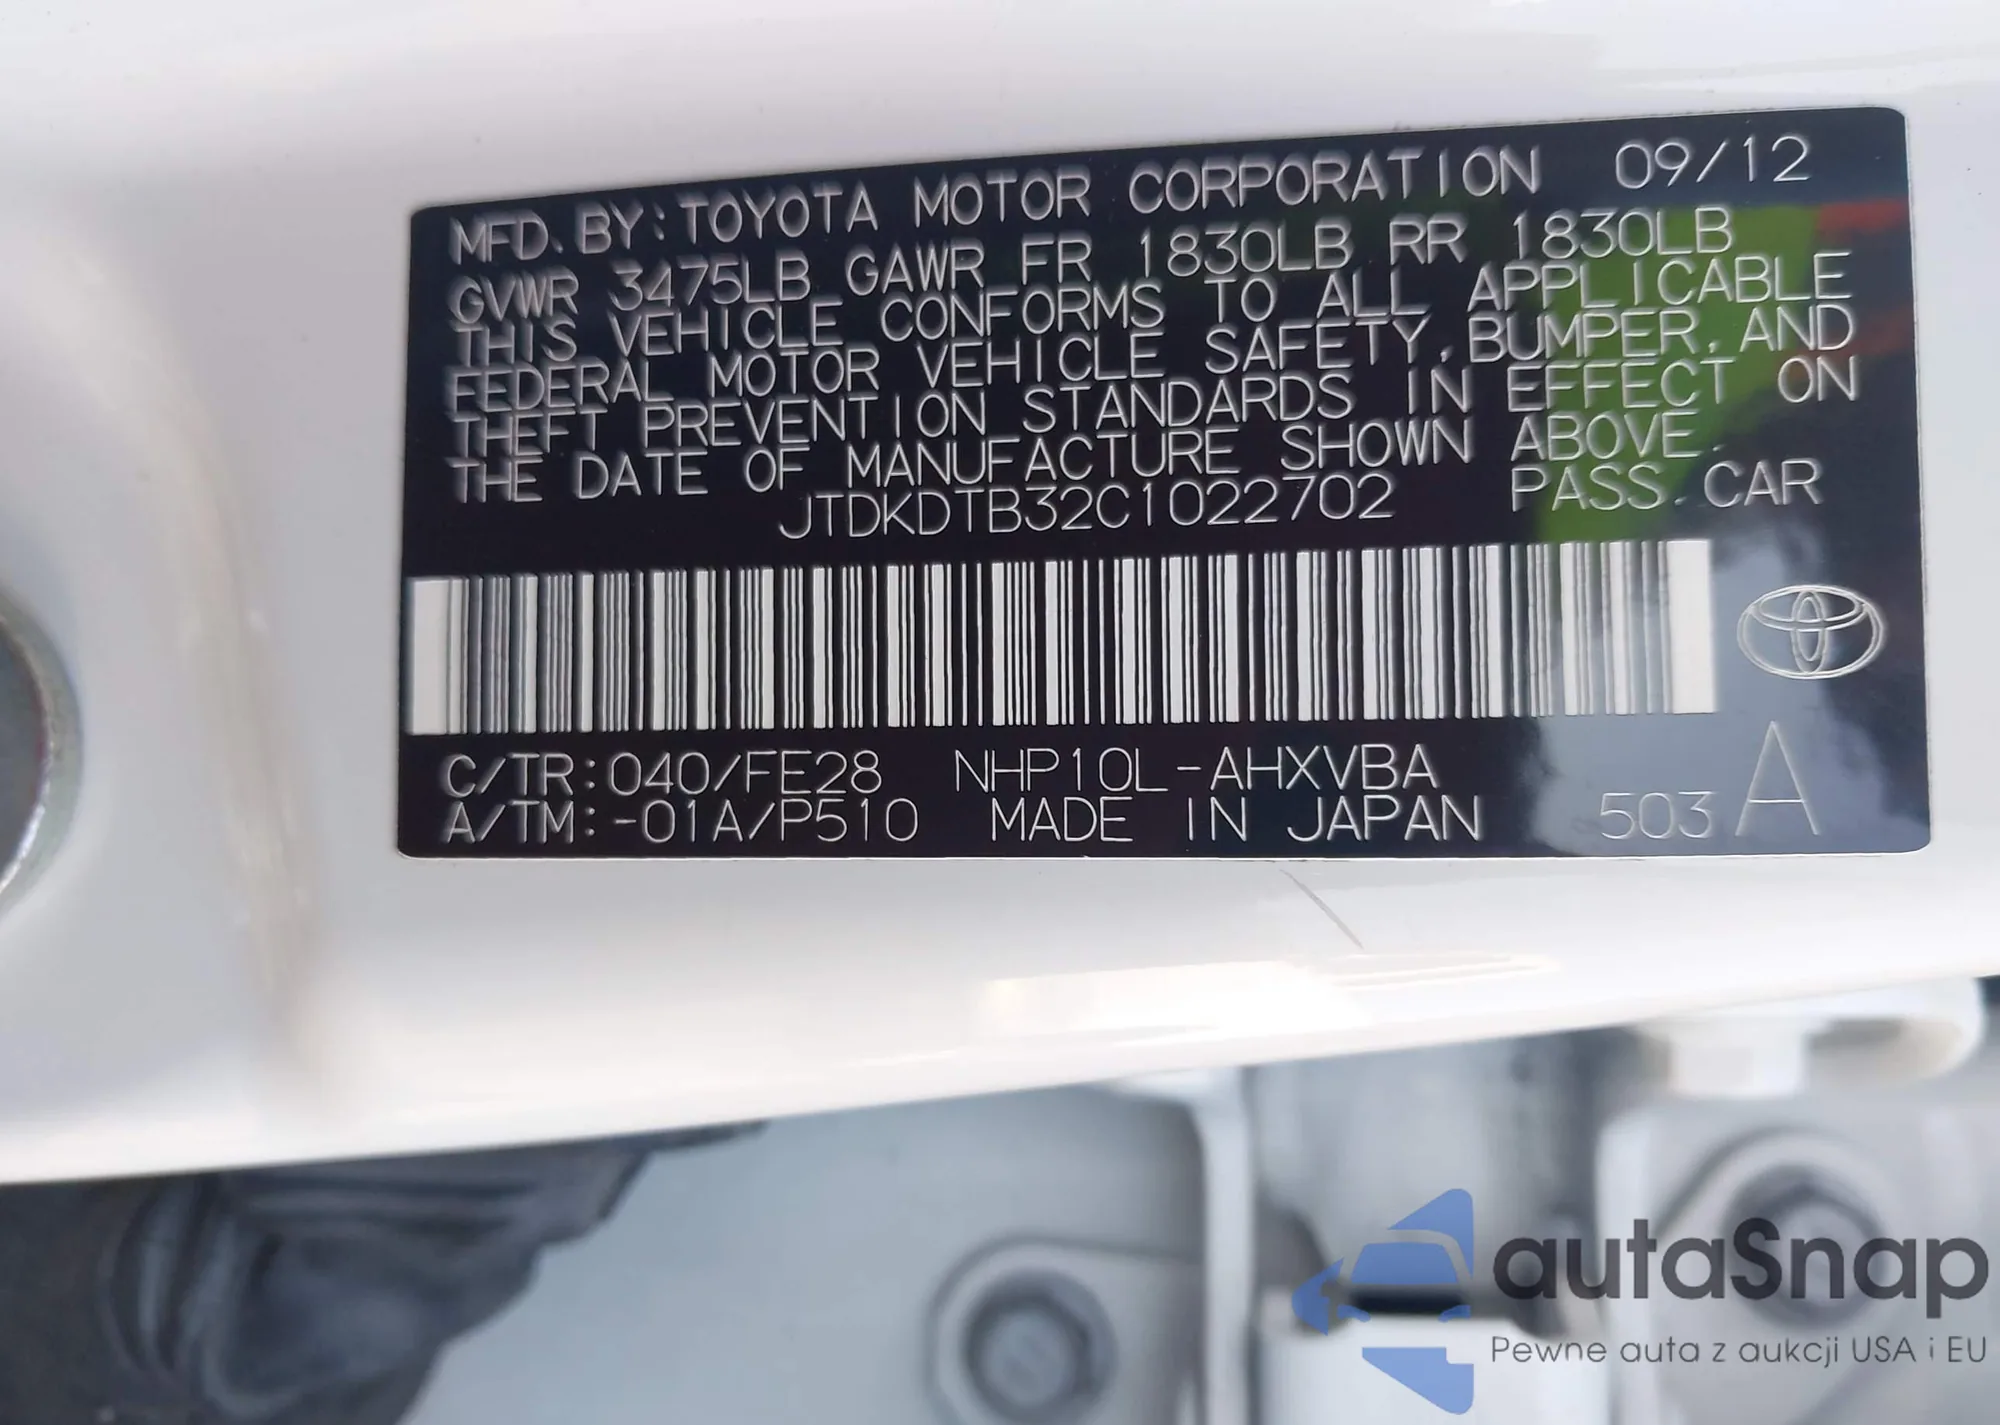 MFD. BY: TOYOTA MOTOR CORPORATION 09/12
GVWR 3475LB GAWR FR 1830LB RR 1830LB
THIS VEHICLE CONFORMS TO ALL APPLICABLE
FEDERAL MOTOR VEHICLE SAFETY, BUMPER, AND
THEFT PREVENTION STANDARDS IN EFFECT ON
THE DATE OF MANUFACTURE SHOWN ABOVE.
JTDKDTB32C1022702 PASS. CAR
C/TR:040/FE28 NHP10L-AHXVBA
A/TM:-01A/P510 MADE IN JAPAN 503 A
autaSnap
Pewne auta z aukcji USA i EU